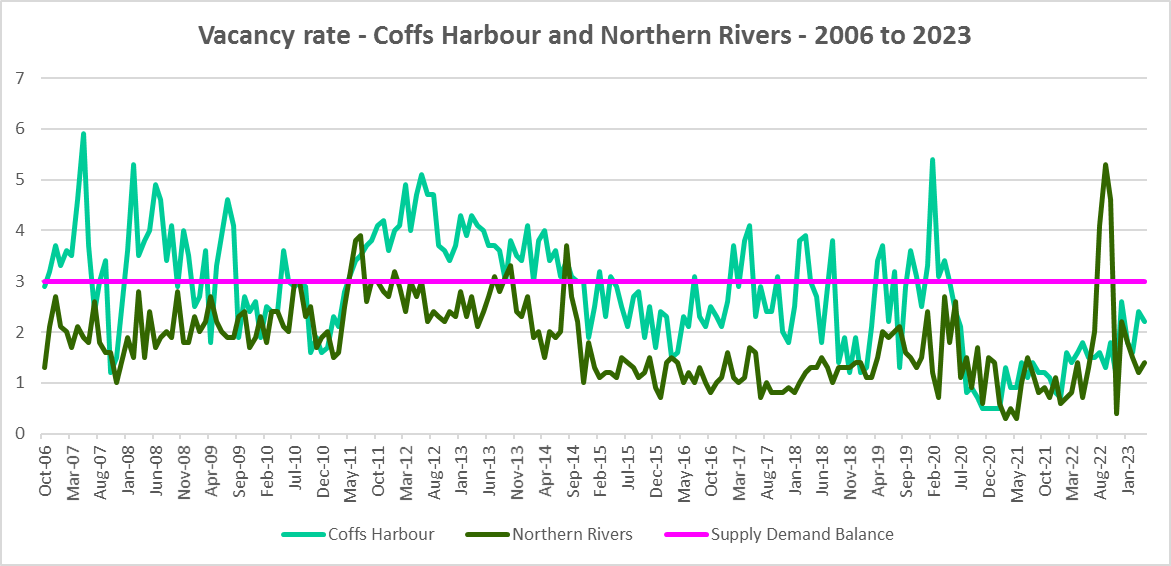 Vacancy rate - Coffs Harbour and Northern Rivers - 2006 to 2023
7
6
5
4
3
2
1
0
Oct-06 Mar-07 Aug-07 Jan-08 Jun-08 Nov-08 Apr-09 Sep-09 Feb-10 Jul-10 Dec-10 May-11 Oct-11 Mar-12 Aug-12 Jan-13 Jun-13 Nov-13 Apr-14 Sep-14 Feb-15 Jul-15 Dec-15 May-16 Oct-16 Mar-17 Aug-17 Jan-18 Jun-18 Nov-18 Apr-19 Sep-19 Feb-20 Jul-20 Dec-20 May-21 Oct-21 Mar-22 Aug-22 Jan-23
Coffs Harbour Northern Rivers Supply Demand Balance